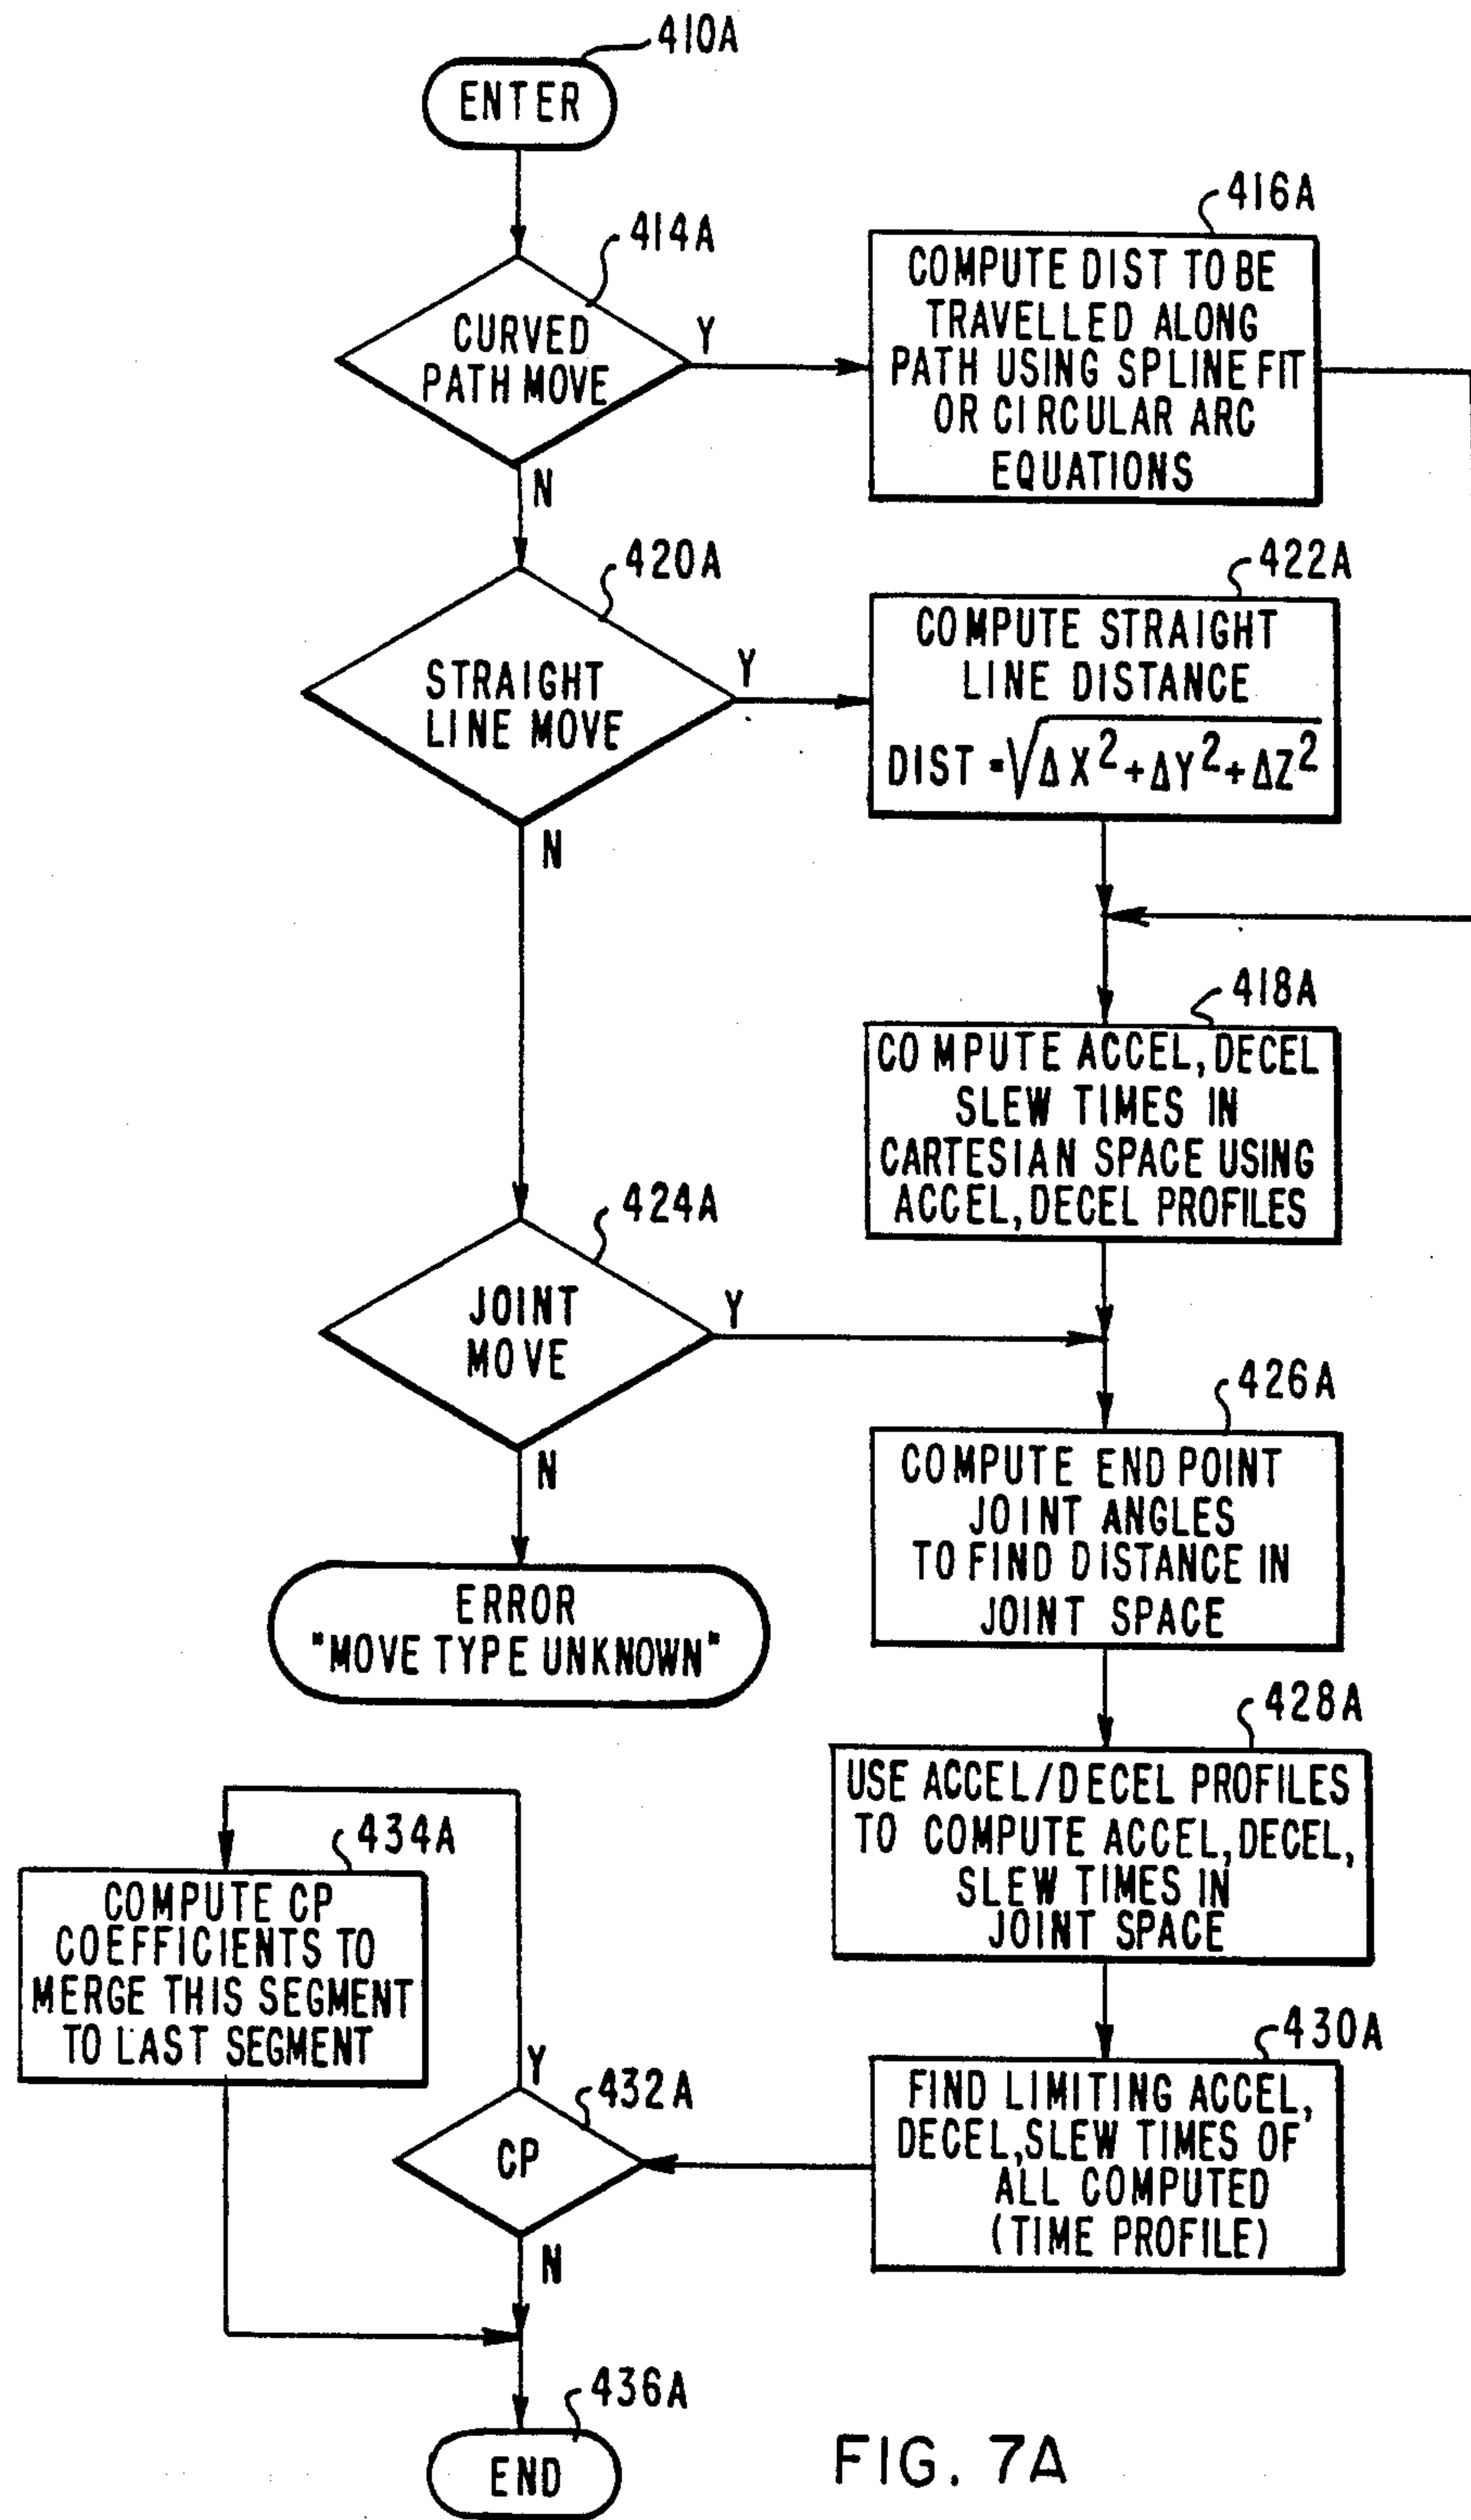 410A
ENTER
414A
CURVED
PATH MOVE
Y
N
416A
COMPUTE DIST TO BE
TRAVELLED ALONG
PATH USING SPLINE FIT
OR CIRCULAR ARC
EQUATIONS
420A
STRAIGHT
LINE MOVE
Y
N
422A
COMPUTE STRAIGHT
LINE DISTANCE
DIST = √ΔX²+ΔY²+ΔZ²
418A
COMPUTE ACCEL, DECEL
SLEW TIMES IN
CARTESIAN SPACE USING
ACCEL, DECEL PROFILES
424A
JOINT
MOVE
Y
N
ERROR
"MOVE TYPE UNKNOWN"
426A
COMPUTE END POINT
JOINT ANGLES
TO FIND DISTANCE IN
JOINT SPACE
428A
USE ACCEL/DECEL PROFILES
TO COMPUTE ACCEL, DECEL,
SLEW TIMES IN
JOINT SPACE
430A
FIND LIMITING ACCEL,
DECEL, SLEW TIMES OF
ALL COMPUTED
(TIME PROFILE)
432A
CP
Y
N
434A
COMPUTE CP
COEFFICIENTS TO
MERGE THIS SEGMENT
TO LAST SEGMENT
436A
END
FIG. 7A